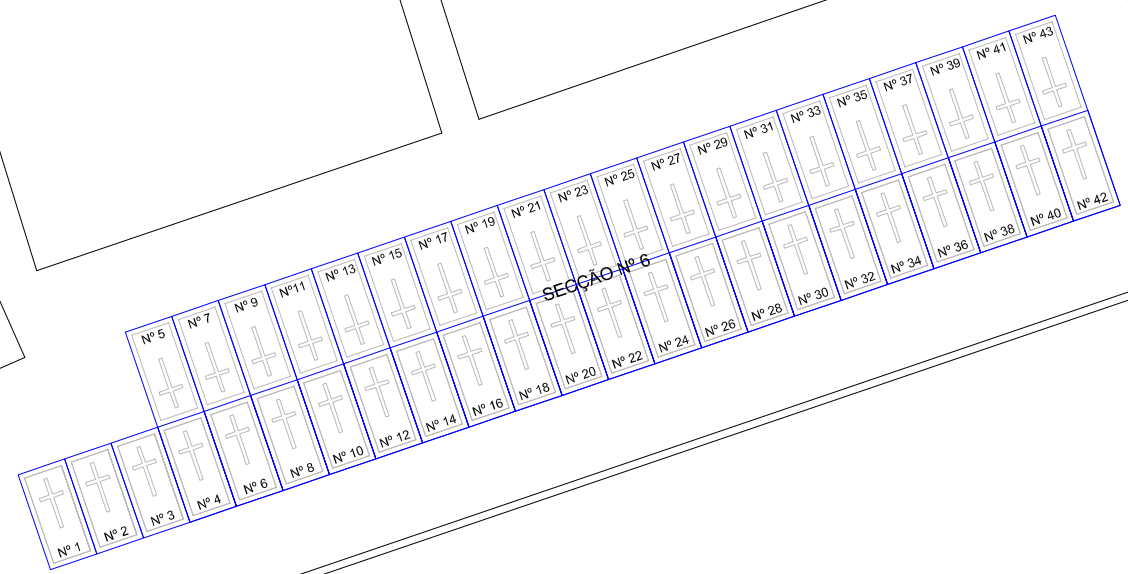 Nº 5
Nº 7
Nº 9
Nº11
Nº 13
Nº 15
Nº 17
Nº 19
Nº 21
Nº 23
Nº 25
Nº 27
Nº 29
Nº 31
Nº 33
Nº 35
Nº 37
Nº 39
Nº 41
Nº 43
SECÇÃO Nº 6
Nº 1
Nº 2
Nº 3
Nº 4
Nº 6
Nº 8
Nº 10
Nº 12
Nº 14
Nº 16
Nº 18
Nº 20
Nº 22
Nº 24
Nº 26
Nº 28
Nº 30
Nº 32
Nº 34
Nº 36
Nº 38
Nº 40
Nº 42